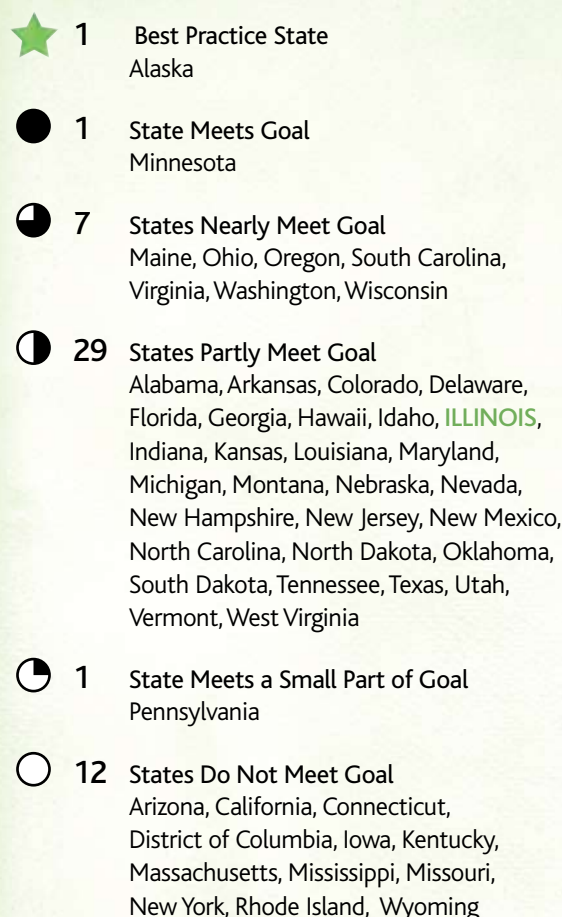 1 Best Practice State
Alaska
1 State Meets Goal
Minnesota
7 States Nearly Meet Goal
Maine, Ohio, Oregon, South Carolina,
Virginia, Washington, Wisconsin
29 States Partly Meet Goal
Alabama, Arkansas, Colorado, Delaware,
Florida, Georgia, Hawaii, Idaho, ILLINOIS,
Indiana, Kansas, Louisiana, Maryland,
Michigan, Montana, Nebraska, Nevada,
New Hampshire, New Jersey, New Mexico,
North Carolina, North Dakota, Oklahoma,
South Dakota, Tennessee, Texas, Utah,
Vermont, West Virginia
1 State Meets a Small Part of Goal
Pennsylvania
12 States Do Not Meet Goal
Arizona, California, Connecticut,
District of Columbia, Iowa, Kentucky,
Massachusetts, Mississippi, Missouri,
New York, Rhode Island, Wyoming